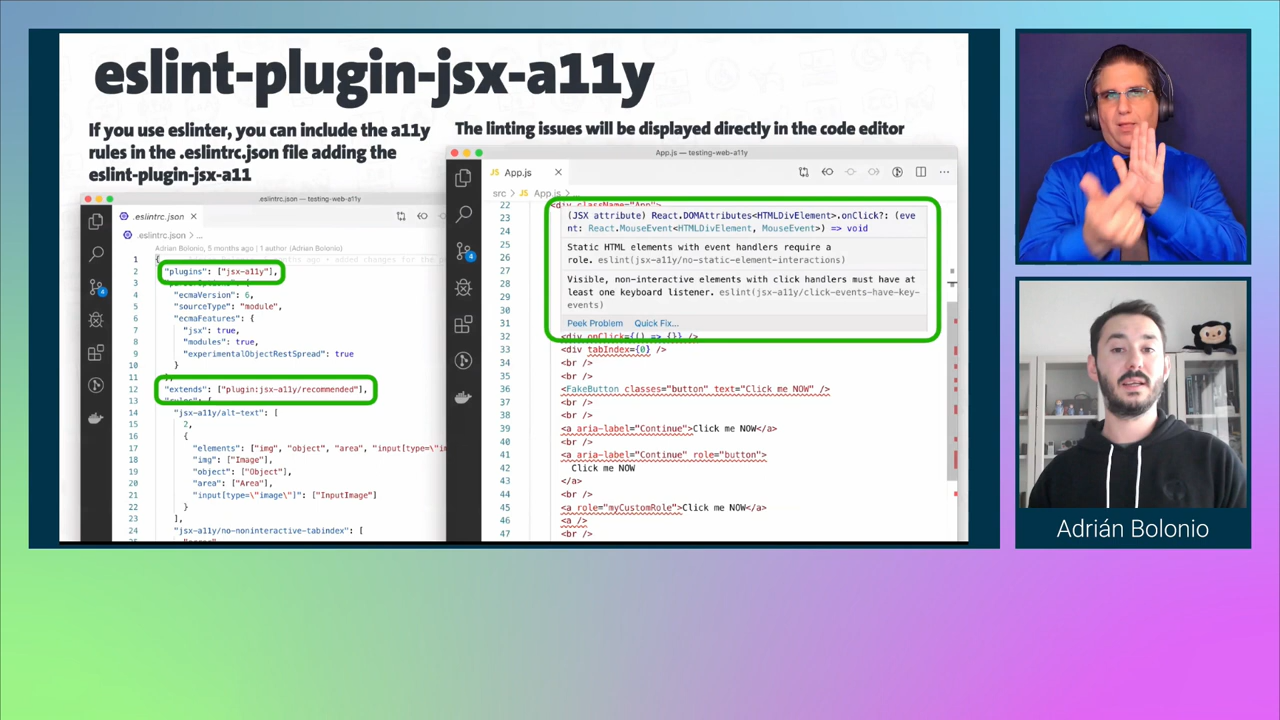 eslint-plugin-jsx-a11y
If you use eslinter, you can include the a11y
rules in the .eslintrc.json file adding the
eslint-plugin-jsx-a11
The linting issues will be displayed directly in the code editor
.eslintrc.json — testing-web-a11y
.eslintrc.json
.eslintrc.json > ...
Adrian Bolonio, 5 months ago • 1 author (Adrian Bolonio)
4
1 {
2 "plugins": ["jsx-a11y"],
3
4 "ecmaVersion": 6,
5 "sourceType": "module",
6 "ecmaFeatures": {
7 "jsx": true,
8 "modules": true,
9 "experimentalObjectRestSpread": true
10 }
11
12 "extends": ["plugin:jsx-a11y/recommended"],
13
14 "jsx-a11y/alt-text": [
15 2,
16 {
17 "elements": ["img", "object", "area", "input[type=\"im
18 "img": ["Image"],
19 "object": ["Object"],
20 "area": ["Area"],
21 "input[type=\"image\"]": ["InputImage"]
22 }
23 ],
24 "jsx-a11y/no-noninteractive-tabindex": [
App.js — testing-web-a11y
JS App.js
src > JS App.js > ...
4
22 <div className="App">
23
24
25
26
27
28
29
30
31
(JSX attribute) React.DOMAttributes<HTMLDivElement>.onClick?: (eve
nt: React.MouseEvent<HTMLDivElement, MouseEvent>) => void
Static HTML elements with event handlers require a
role. eslint(jsx-a11y/no-static-element-interactions)
Visible, non-interactive elements with click handlers must have at
least one keyboard listener. eslint(jsx-a11y/click-events-have-key-
events)
Peek Problem Quick Fix...
32 <div onClick={() => {}} />
33 <div tabIndex={0} />
34 <br />
35 <br />
36 <FakeButton classes="button" text="Click me NOW" />
37 <br />
38 <br />
39 <a aria-label="Continue">Click me NOW</a>
40 <br />
41 <a aria-label="Continue" role="button">
42 Click me NOW
43 </a>
44 <br />
45 <a role="myCustomRole">Click me NOW</a>
46 <a />
47 <br />
Adrián Bolonio